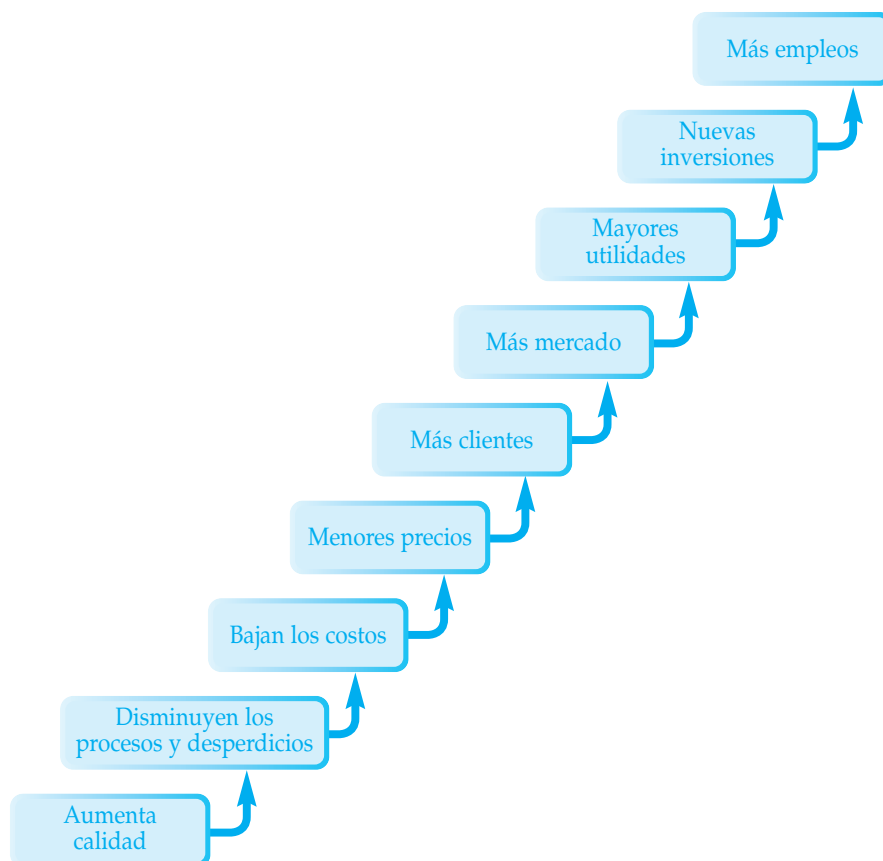 Más empleos
Nuevas
inversiones
Mayores
utilidades
Más mercado
Más clientes
Menores precios
Bajan los costos
Disminuyen los
procesos y desperdicios
Aumenta
calidad